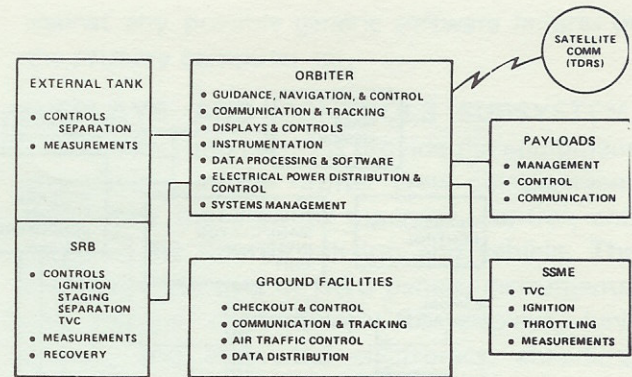 SATELLITE
COMM
(TDRS)
EXTERNAL TANK
• CONTROLS
SEPARATION
• MEASUREMENTS
ORBITER
• GUIDANCE, NAVIGATION, & CONTROL
• COMMUNICATION & TRACKING
• DISPLAYS & CONTROLS
• INSTRUMENTATION
• DATA PROCESSING & SOFTWARE
• ELECTRICAL POWER DISTRIBUTION &
CONTROL
• SYSTEMS MANAGEMENT
PAYLOADS
• MANAGEMENT
• CONTROL
• COMMUNICATION
SRB
• CONTROLS
IGNITION
STAGING
SEPARATION
TVC
• MEASUREMENTS
• RECOVERY
GROUND FACILITIES
• CHECKOUT & CONTROL
• COMMUNICATION & TRACKING
• AIR TRAFFIC CONTROL
• DATA DISTRIBUTION
SSME
• TVC
• IGNITION
• THROTTLING
• MEASUREMENTS